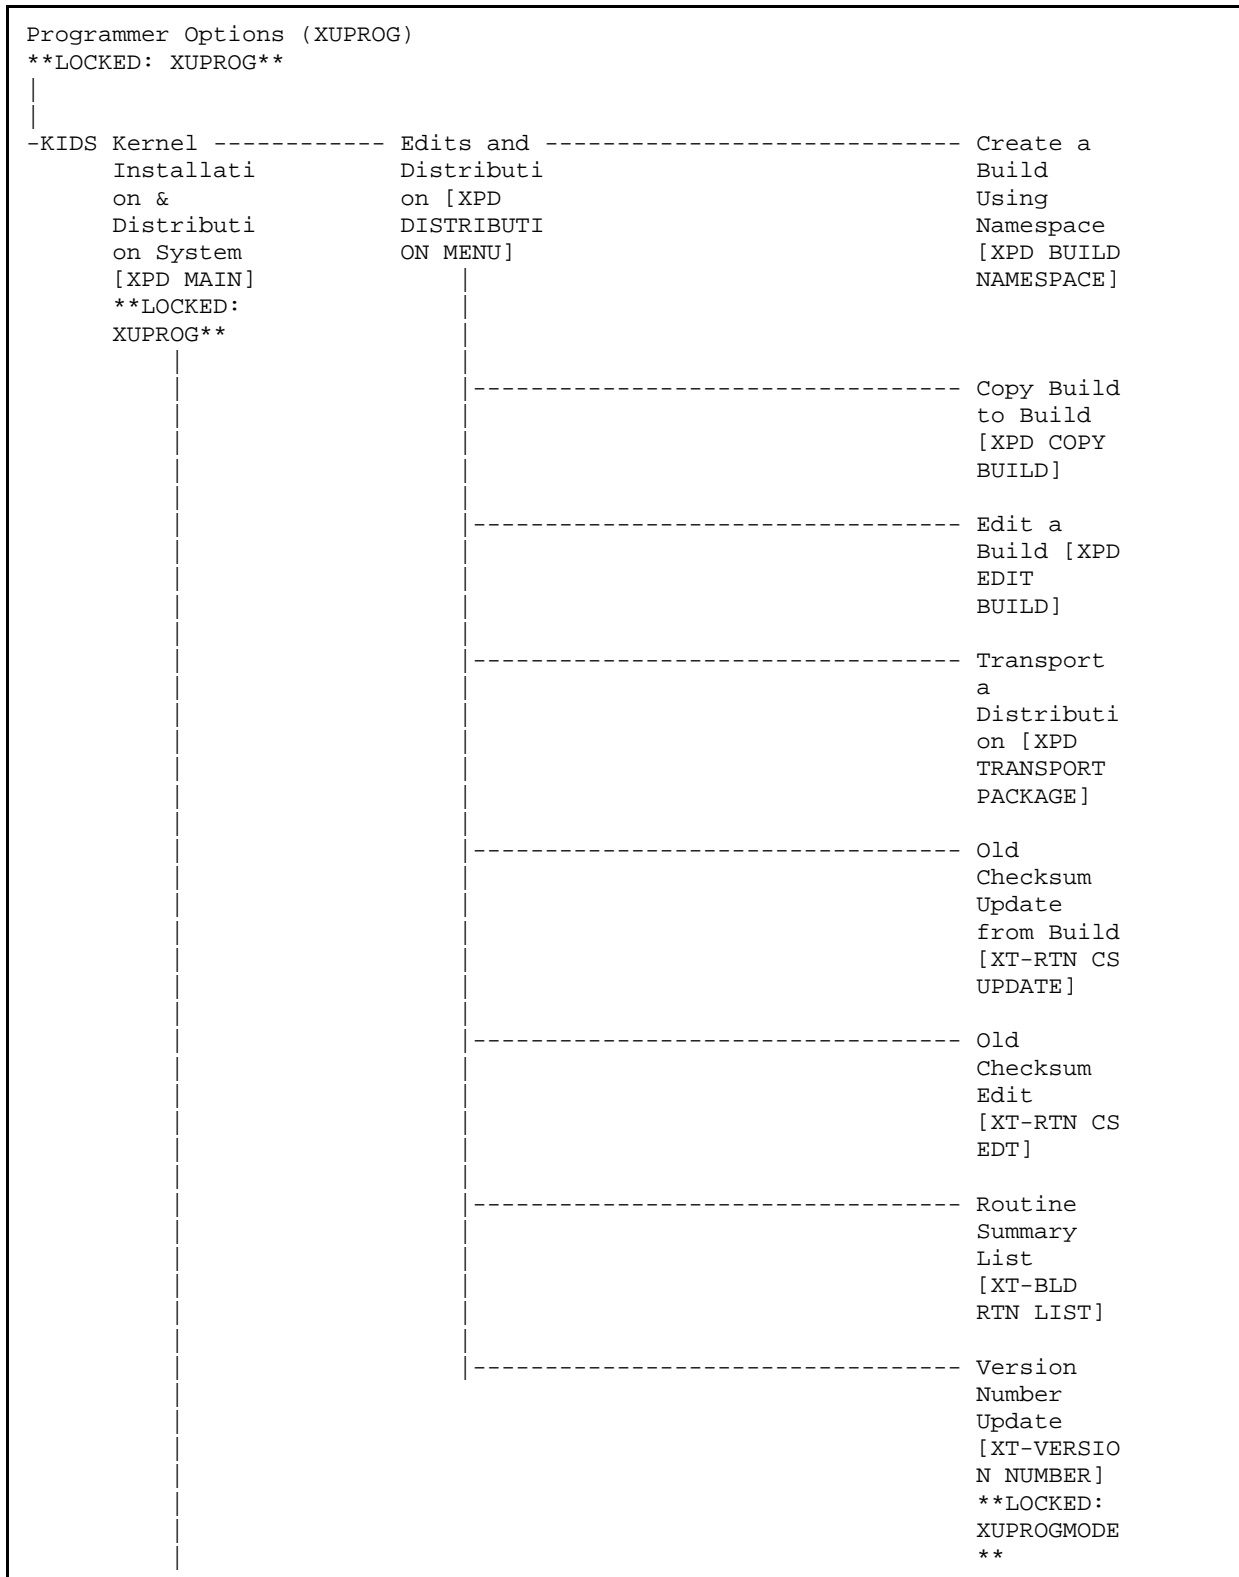 Programmer Options (XUPROG)
**LOCKED: XUPROG**
|
|
-KIDS Kernel ------------ Edits and ----------------------------- Create a
Installati Distributi Build
on & on [XPD Using
Distributi DISTRIBUTI Namespace
on System ON MENU] [XPD BUILD
[XPD MAIN] | NAMESPACE]
**LOCKED: |
XUPROG** |
| |
| |---------------------------------- Copy Build
| | to Build
| | [XPD COPY
| | BUILD]
| |
| |---------------------------------- Edit a
| | Build [XPD
| | EDIT
| | BUILD]
| |
| |---------------------------------- Transport
| | a
| | Distributi
| | on [XPD
| | TRANSPORT
| | PACKAGE]
| |
| |---------------------------------- Old
| | Checksum
| | Update
| | from Build
| | [XT-RTN CS
| | UPDATE]
| |
| |---------------------------------- Old
| | Checksum
| | Edit
| | [XT-RTN CS
| | EDT]
| |
| |---------------------------------- Routine
| | Summary
| | List
| | [XT-BLD
| | RTN LIST]
| |
| |---------------------------------- Version
| Number
| Update
| [XT-VERSIO
| N NUMBER]
| **LOCKED:
| XUPROGMODE
| **